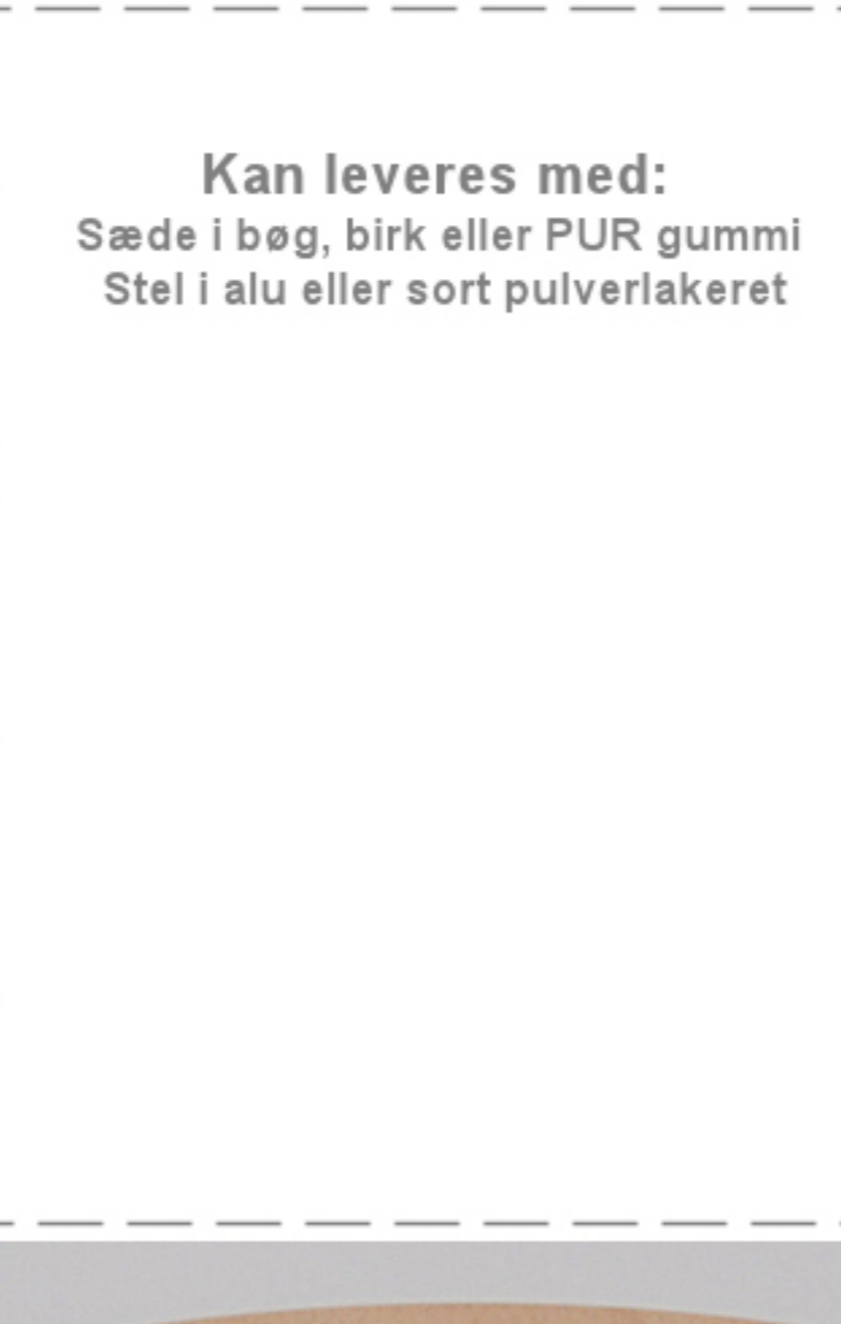 Kan leveres med:
Sæde i bøg, birk eller PUR gummi
Stel i alu eller sort pulverlakeret